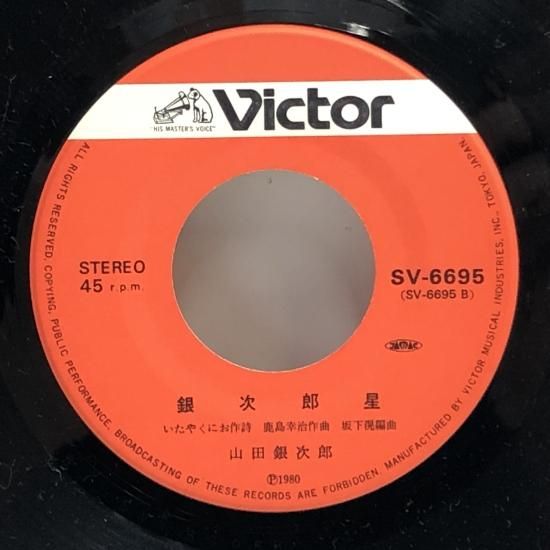 Victor
"HIS MASTER'S VOICE"
STEREO
45 r.p.m.
SV-6695
(SV-6695 B)
JASRAC
銀次郎星
いたやくにお作詩 鹿島幸治作曲 坂下滉編曲
山田銀次郎
Ⓟ1980
ALL RIGHTS RESERVED. COPYING, PUBLIC PERFORMANCE, BROADCASTING OF THESE RECORDS ARE FORBIDDEN. MANUFACTURED BY VICTOR MUSICAL INDUSTRIES, INC., TOKYO, JAPAN.